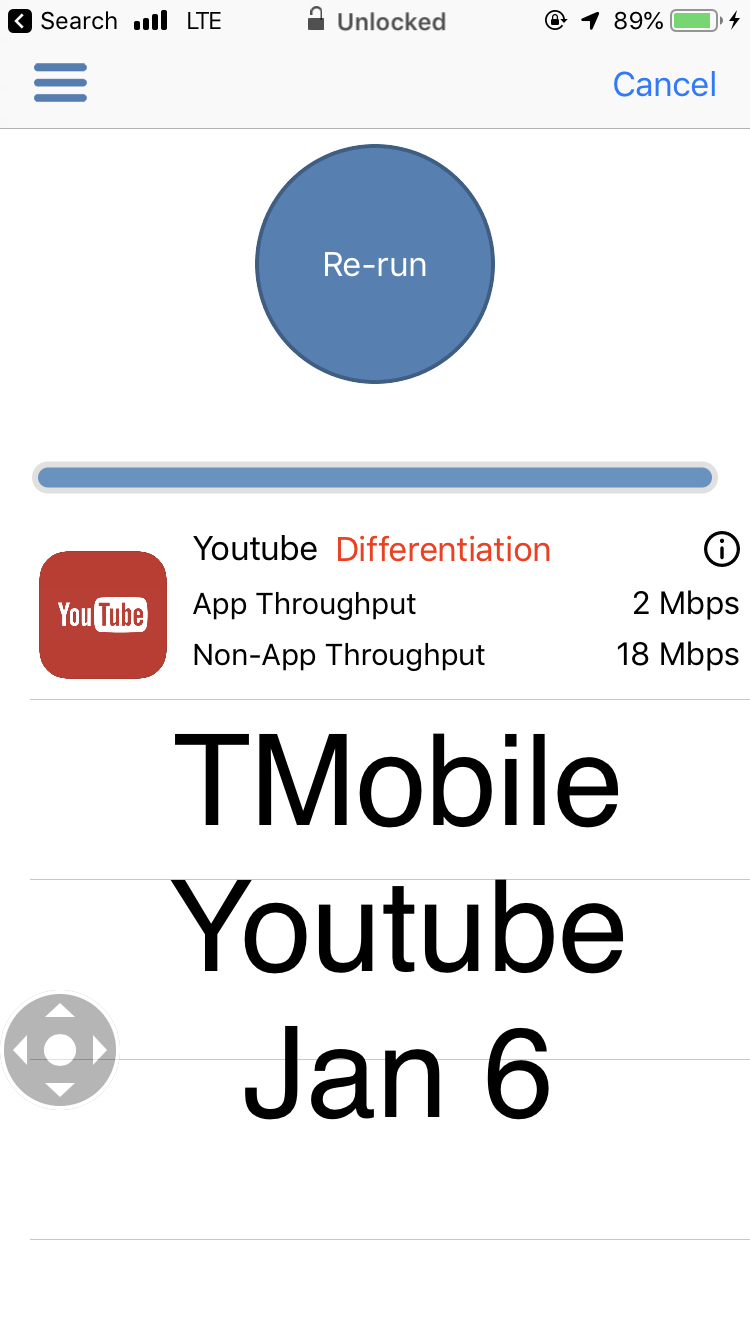 Search LTE Unlocked 89%
Cancel
Re-run
Youtube Differentiation
YouTube
App Throughput 2 Mbps
Non-App Throughput 18 Mbps
TMobile
Youtube
Jan 6